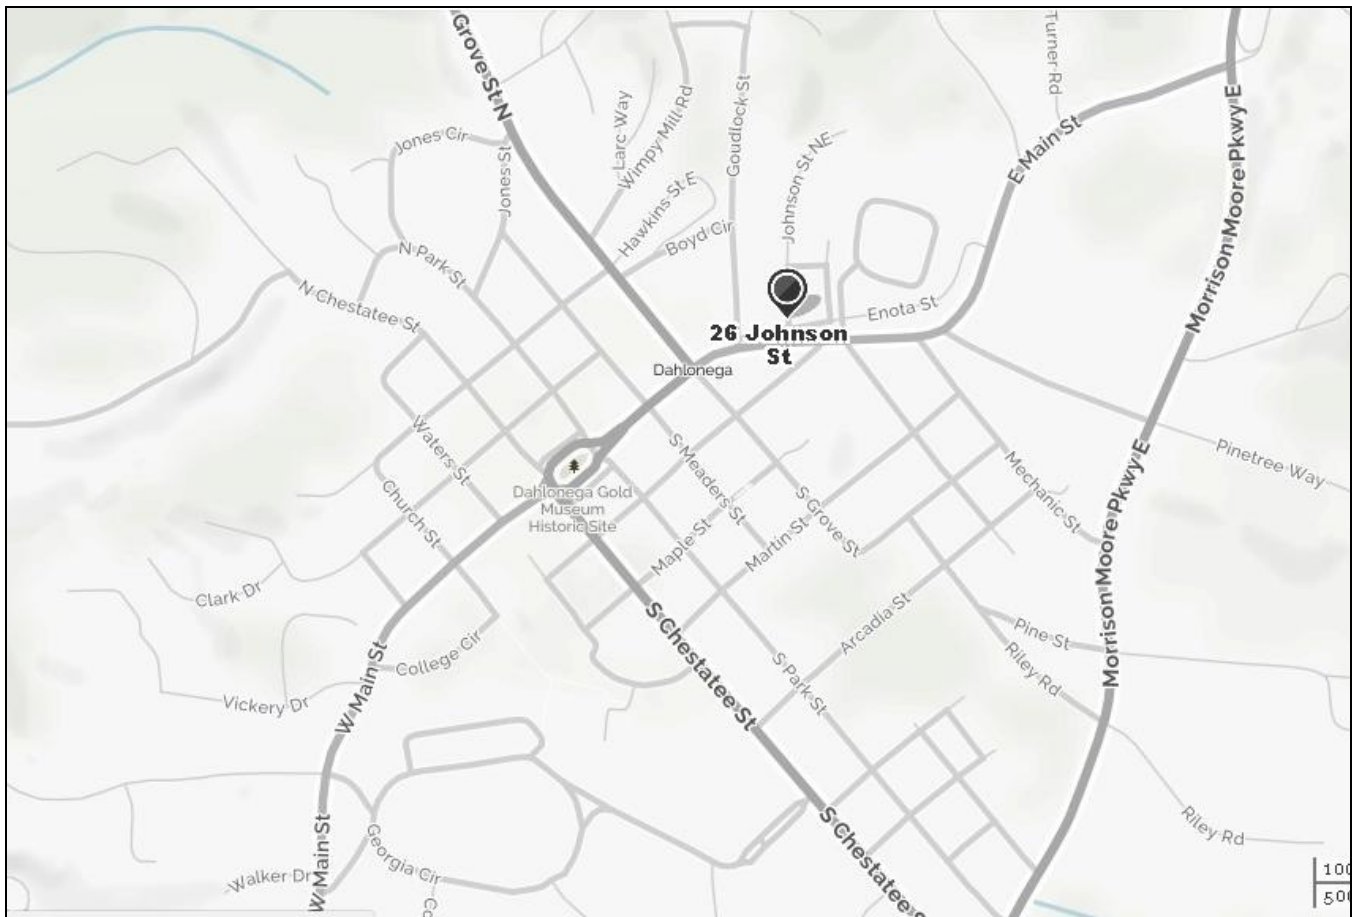 Grove St N
Turner Rd
Larc Way
Wimpy Mill Rd
Goudlock St
Jones Cir
Jones St
Johnson St NE
E Main St
Morrison Moore Pkwy E
Hawkins St E
Boyd Cir
N Park St
N Chestatee St
Enota St
26 Johnson
St
Dahlonega
Morrison Moore Pkwy E
Waters St
Church St
S Meaders St
Mechanic St
Pinetree Way
Dahlonega Gold
Museum
Historic Site
S Grove St
Maple St
Martin St
Clark Dr
S Chestatee St
Arcadia St
Pine St
Riley Rd
College Cir
W Main St
S Park St
Vickery Dr
W Main St
Georgia Cir
Walker Dr
S Chestatee S
Riley Rd
Co
100
500